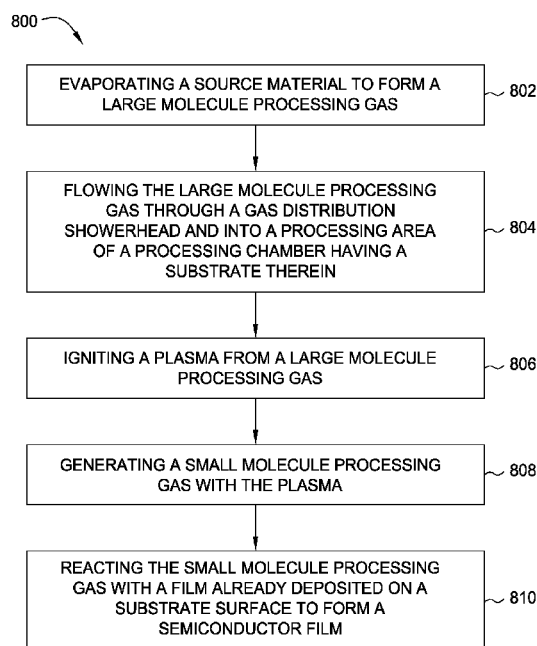 800
EVAPORATING A SOURCE MATERIAL TO FORM A
LARGE MOLECULE PROCESSING GAS
802
FLOWING THE LARGE MOLECULE PROCESSING
GAS THROUGH A GAS DISTRIBUTION
SHOWERHEAD AND INTO A PROCESSING AREA
OF A PROCESSING CHAMBER HAVING A
SUBSTRATE THEREIN
804
IGNITING A PLASMA FROM A LARGE MOLECULE
PROCESSING GAS
806
GENERATING A SMALL MOLECULE PROCESSING
GAS WITH THE PLASMA
808
REACTING THE SMALL MOLECULE PROCESSING
GAS WITH A FILM ALREADY DEPOSITED ON A
SUBSTRATE SURFACE TO FORM A
SEMICONDUCTOR FILM
810